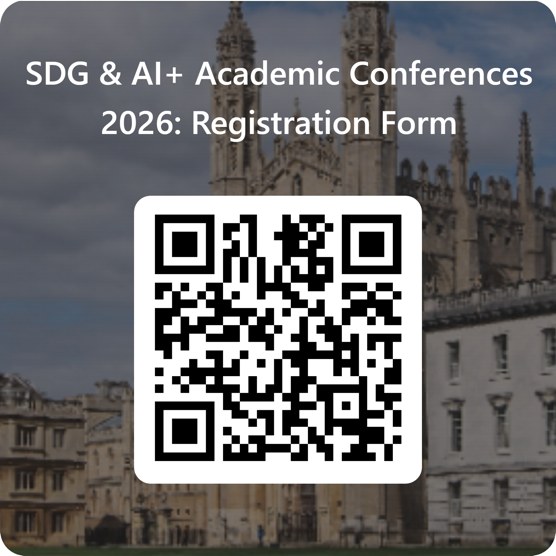 SDG & AI+ Academic Conferences
2026: Registration Form